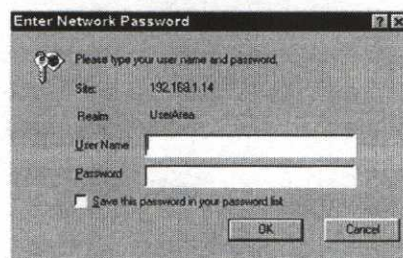 Enter Network Password
Please type your user name and password.
Site: 192.168.1.14
Realm UserArea
User Name
Password
Save this password in your password list
OK Cancel